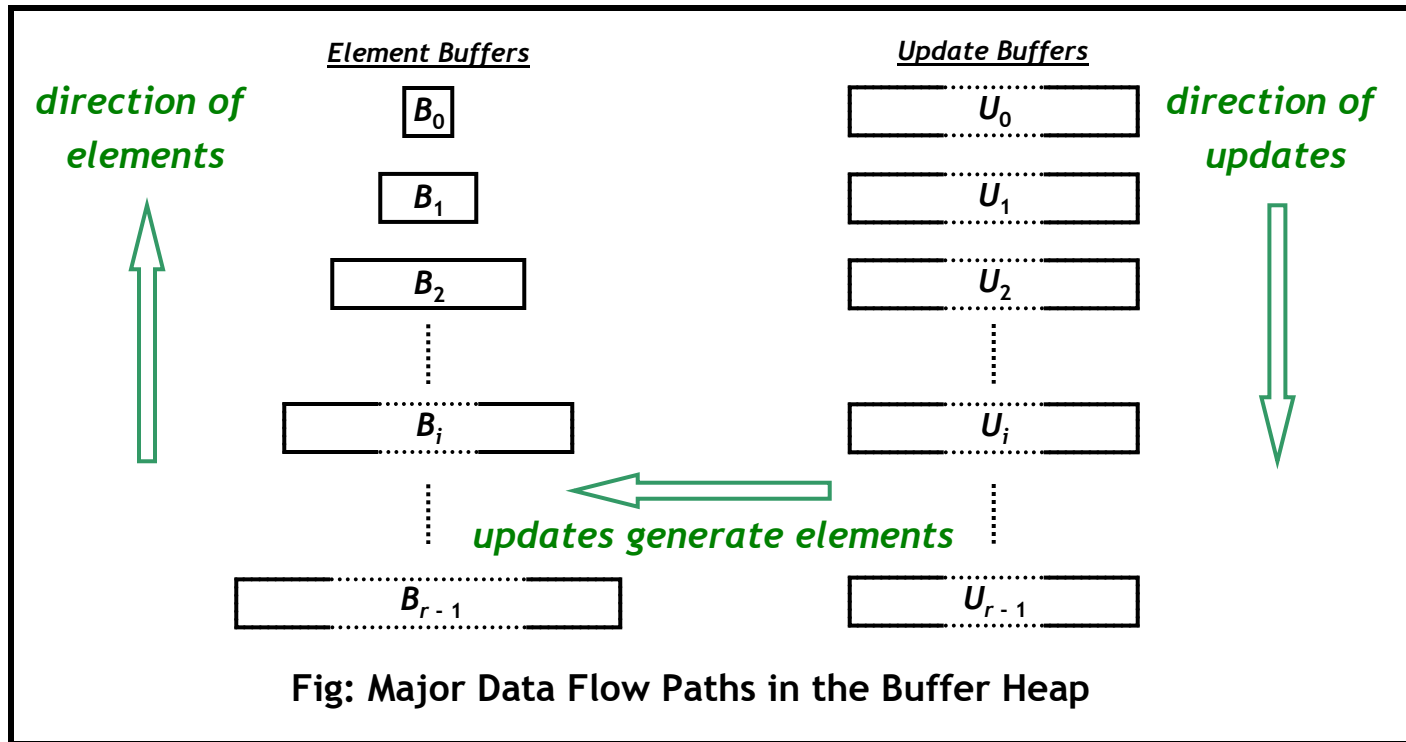 Element Buffers
Update Buffers
direction of
elements
direction of
updates
B0
U0
B1
U1
B2
U2
Bi
Ui
updates generate elements
Br - 1
Ur - 1
Fig: Major Data Flow Paths in the Buffer Heap